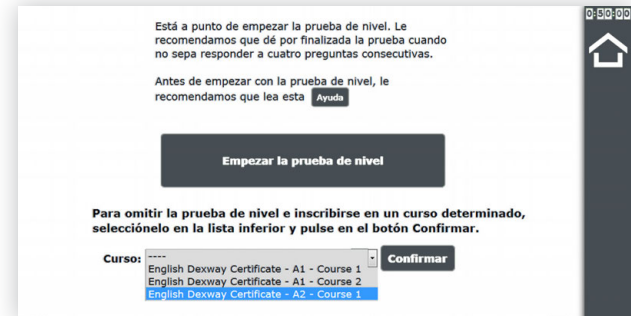 0:50:00
Está a punto de empezar la prueba de nivel. Le
recomendamos que dé por finalizada la prueba cuando
no sepa responder a cuatro preguntas consecutivas.
Antes de empezar con la prueba de nivel, le
recomendamos que lea esta Ayuda
Empezar la prueba de nivel
Para omitir la prueba de nivel e inscribirse en un curso determinado,
selecciónelo en la lista inferior y pulse en el botón Confirmar.
Curso: ---- Confirmar
English Dexway Certificate - A1 - Course 1
English Dexway Certificate - A1 - Course 2
English Dexway Certificate - A2 - Course 1